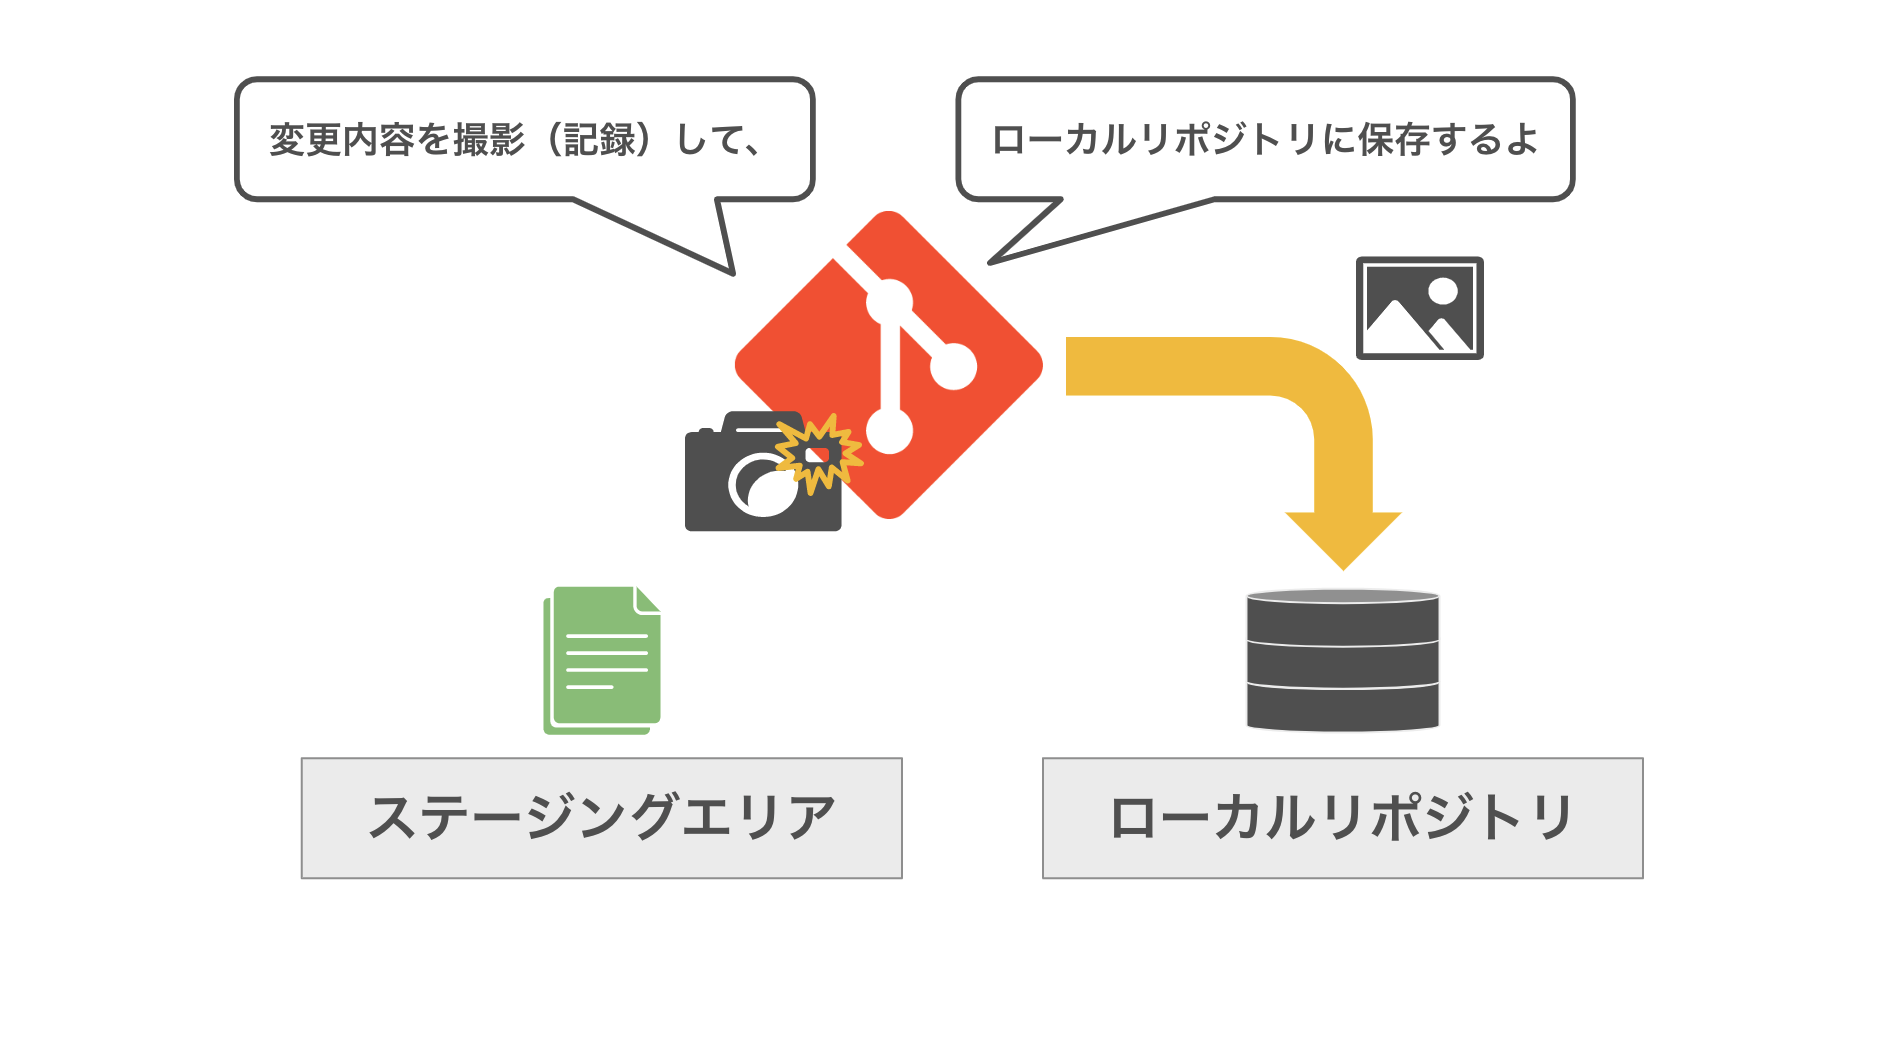 変更内容を撮影（記録）して、
ローカルリポジトリに保存するよ
ステージングエリア
ローカルリポジトリ